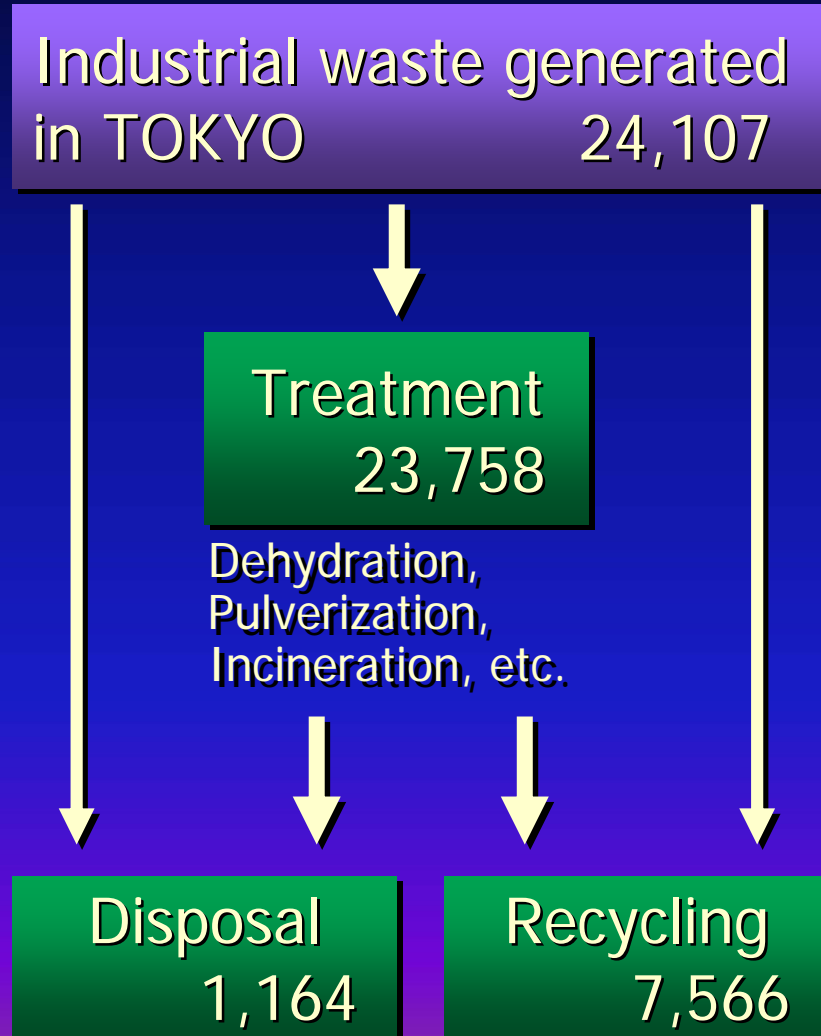 Industrial waste generated
in TOKYO 24,107
Treatment
23,758
Dehydration,
Pulverization,
Incineration, etc.
Disposal
1,164
Recycling
7,566